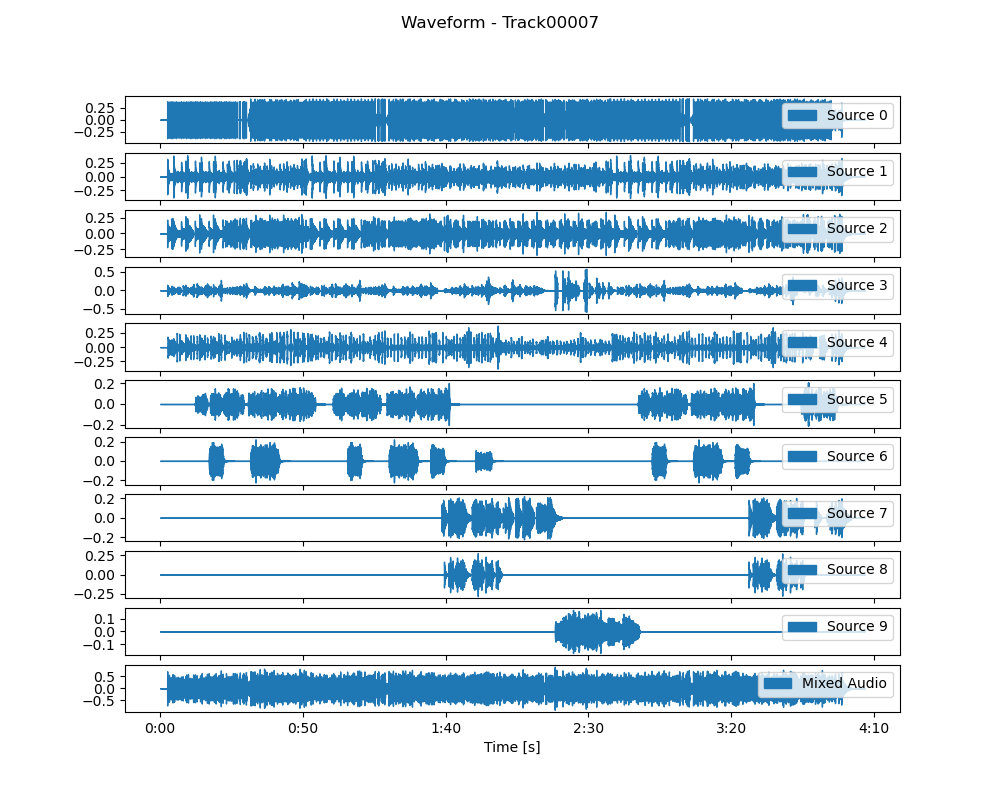 Waveform - Track00007
0.25
0.00
−0.25
Source 0
0.25
0.00
−0.25
Source 1
0.25
0.00
−0.25
Source 2
0.5
0.0
−0.5
Source 3
0.25
0.00
−0.25
Source 4
0.2
0.0
−0.2
Source 5
0.2
0.0
−0.2
Source 6
0.2
0.0
−0.2
Source 7
0.25
0.00
−0.25
Source 8
0.1
0.0
−0.1
Source 9
0.5
0.0
−0.5
Mixed Audio
0:00 0:50 1:40 2:30 3:20 4:10
Time [s]